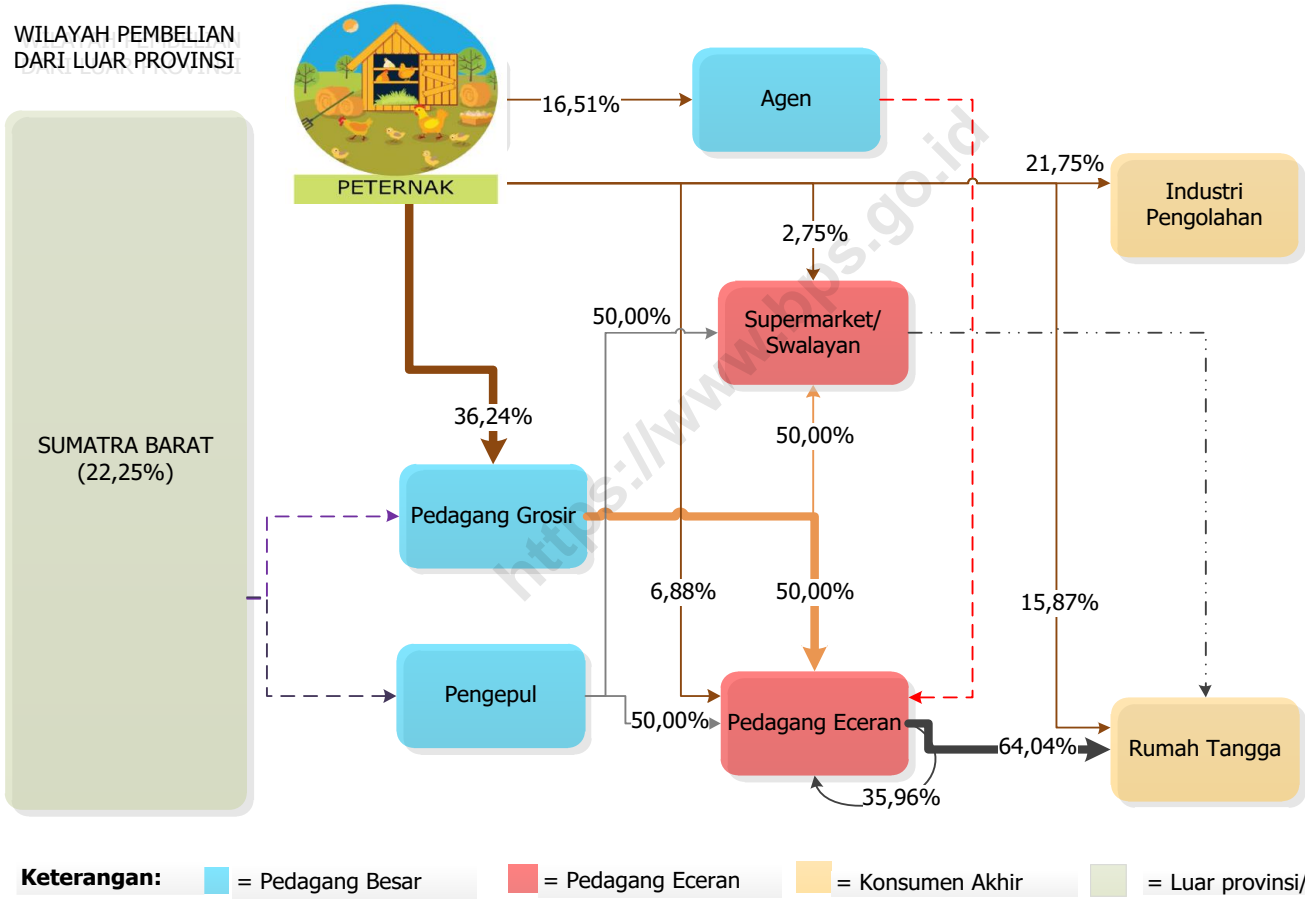 WILAYAH PEMBELIAN
DARI LUAR PROVINSI
PETERNAK
16,51%
Agen
21,75%
Industri
Pengolahan
2,75%
50,00%
Supermarket/
Swalayan
36,24%
50,00%
SUMATRA BARAT
(22,25%)
Pedagang Grosir
6,88%
50,00%
15,87%
Pengepul
50,00%
Pedagang Eceran
64,04%
Rumah Tangga
35,96%
https://www.bps.go.id
Keterangan:
= Pedagang Besar
= Pedagang Eceran
= Konsumen Akhir
= Luar provinsi/